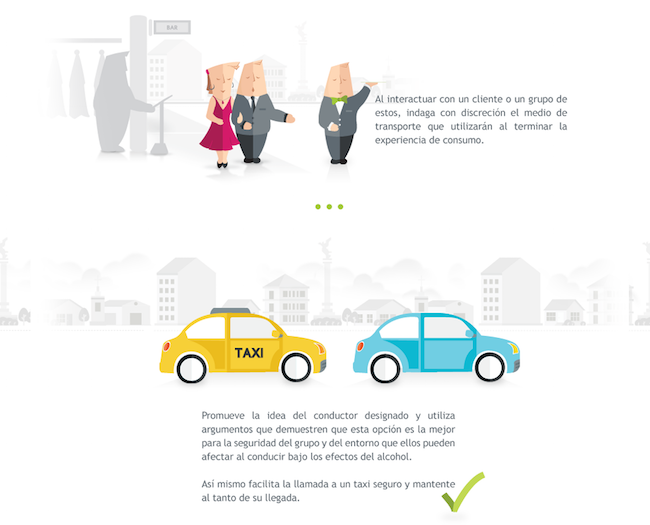 BAR
Al interactuar con un cliente o un grupo de
estos, indaga con discreción el medio de
transporte que utilizarán al terminar la
experiencia de consumo.
TAXI
Promueve la idea del conductor designado y utiliza
argumentos que demuestren que esta opción es la mejor
para la seguridad del grupo y del entorno que ellos pueden
afectar al conducir bajo los efectos del alcohol.
Así mismo facilita la llamada a un taxi seguro y mantente
al tanto de su llegada.